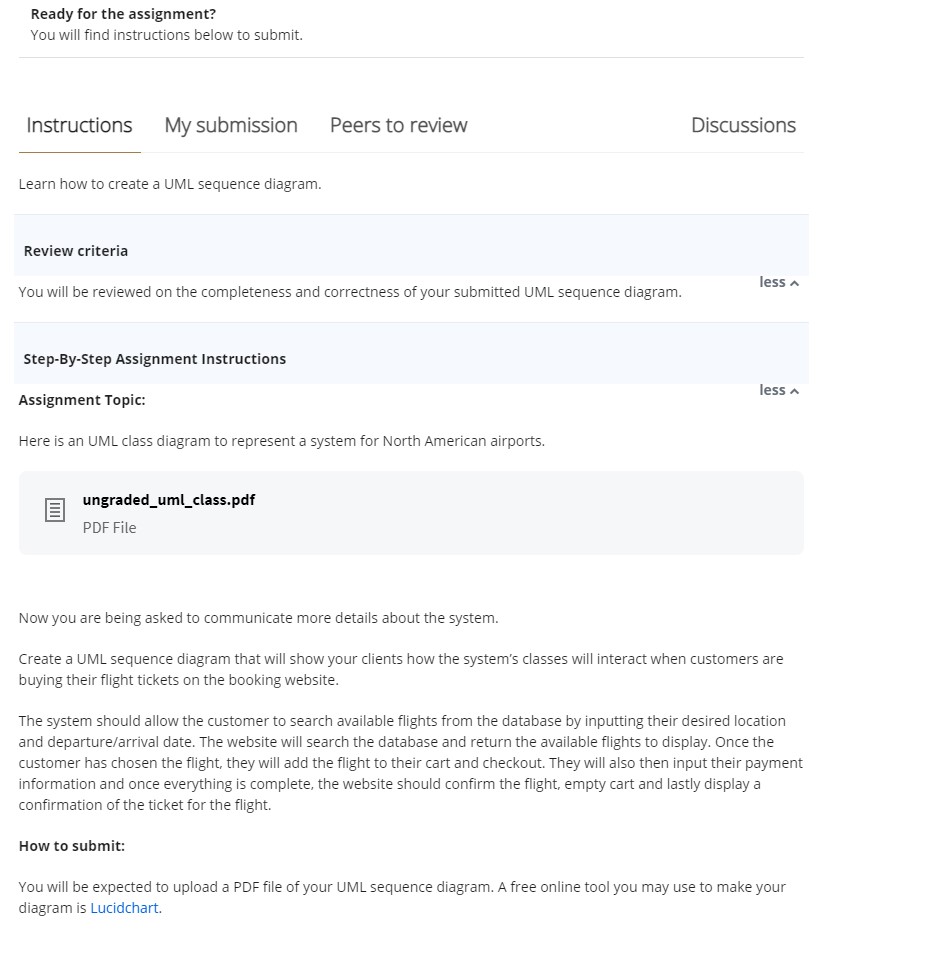 Ready for the assignment?
You will find instructions below to submit.
Instructions My submission Peers to review Discussions
Learn how to create a UML sequence diagram.
Review criteria
less
You will be reviewed on the completeness and correctness of your submitted UML sequence diagram.
Step-By-Step Assignment Instructions
less
Assignment Topic:
Here is an UML class diagram to represent a system for North American airports.
ungraded_uml_class.pdf
PDF File
Now you are being asked to communicate more details about the system.
Create a UML sequence diagram that will show your clients how the system's classes will interact when customers are
buying their flight tickets on the booking website.
The system should allow the customer to search available flights from the database by inputting their desired location
and departure/arrival date. The website will search the database and return the available flights to display. Once the
customer has chosen the flight, they will add the flight to their cart and checkout. They will also then input their payment
information and once everything is complete, the website should confirm the flight, empty cart and lastly display a
confirmation of the ticket for the flight.
How to submit:
You will be expected to upload a PDF file of your UML sequence diagram. A free online tool you may use to make your
diagram is Lucidchart.